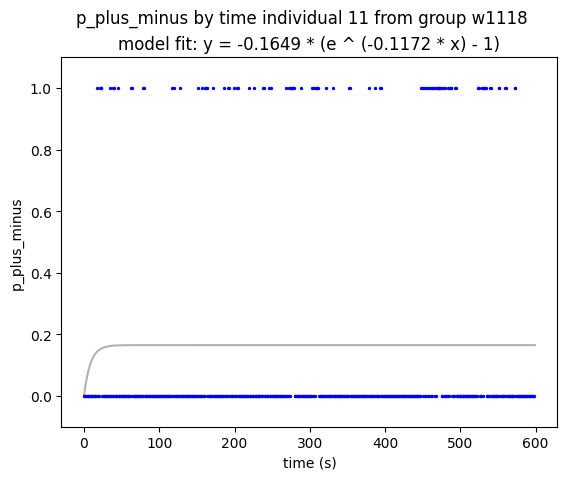 p_plus_minus by time individual 11 from group w1118
model fit: y = -0.1649 * (e ^ (-0.1172 * x) - 1)
1.0
0.8
0.6
0.4
0.2
0.0
p_plus_minus
0 100 200 300 400 500 600
time (s)